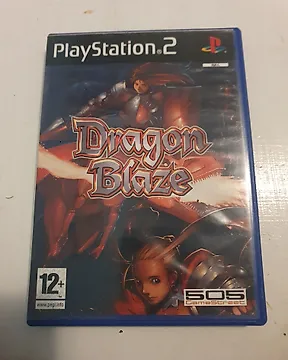 PlayStation®2
Dragon
Blaze
12+
www.pegi.info
505
GameStreet